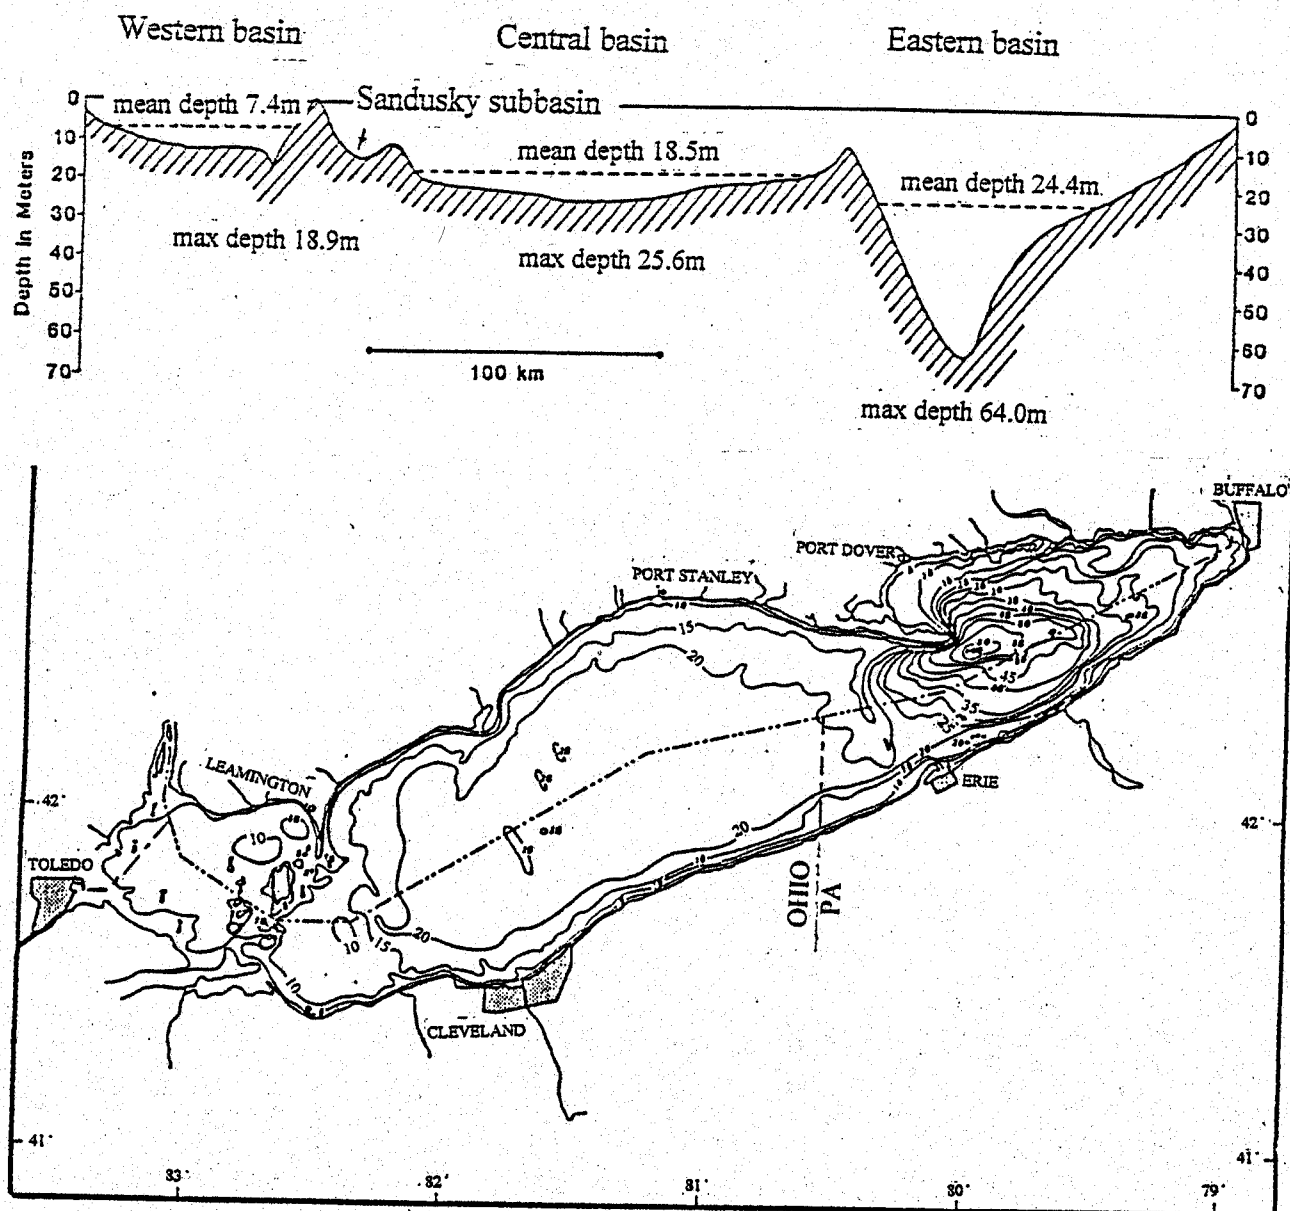 Western basin
Central basin
Eastern basin
mean depth 7.4m
Sandusky subbasin
mean depth 18.5m
mean depth 24.4m
max depth 18.9m
max depth 25.6m
max depth 64.0m
Depth in Meters
0
10
20
30
40
50
60
70
0
10
20
30
40
50
60
70
100 km
BUFFALO
PORT DOVER
PORT STANLEY
15
20
45
35
25
LEAMINGTON
10
TOLEDO
ERIE
20
OHIO
PA
20
15
10
10
CLEVELAND
42°
42°
41°
41°
83°
82°
81°
80°
79°